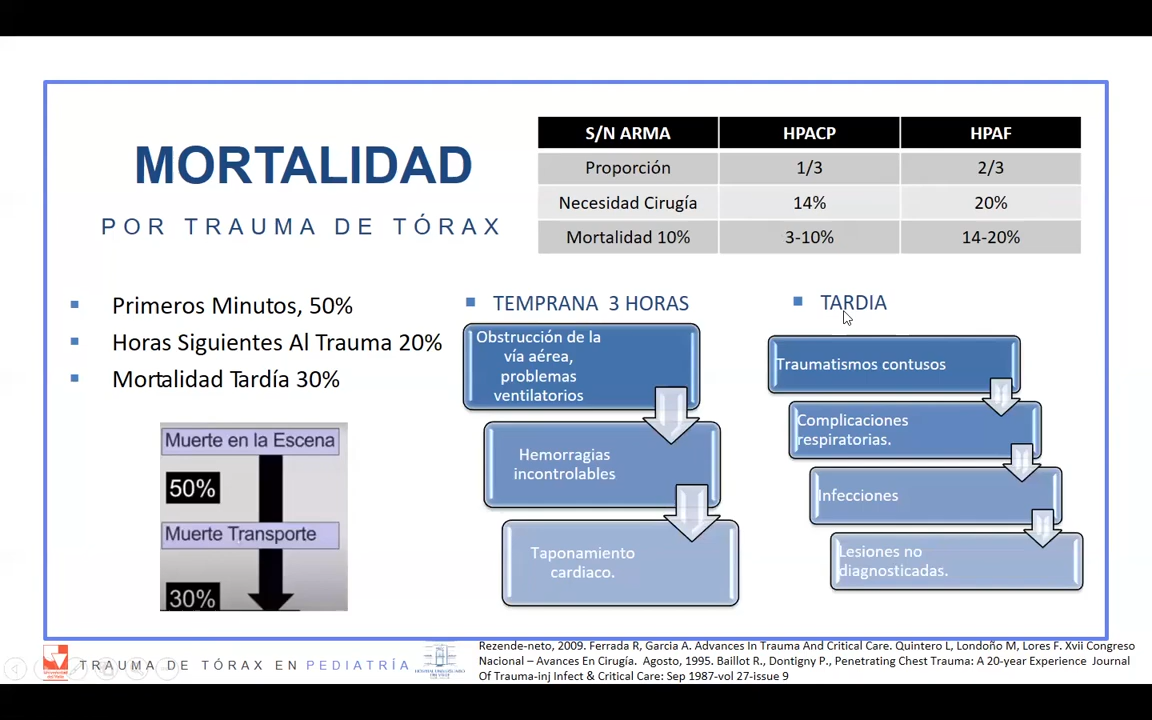 MORTALIDAD
POR TRAUMA DE TÓRAX
S/N ARMA HPACP HPAF
Proporción 1/3 2/3
Necesidad Cirugía 14% 20%
Mortalidad 10% 3-10% 14-20%
Primeros Minutos, 50%
Horas Siguientes Al Trauma 20%
Mortalidad Tardía 30%
Muerte en la Escena
50%
Muerte Transporte
30%
TEMPRANA 3 HORAS
Obstrucción de la
vía aérea,
problemas
ventilatorios
Hemorragias
incontrolables
Taponamiento
cardiaco.
TARDIA
Traumatismos contusos
Complicaciones
respiratorias.
Infecciones
Lesiones no
diagnosticadas.
TRAUMA DE TÓRAX EN PEDIATRÍA
Rezende-neto, 2009. Ferrada R, Garcia A. Advances In Trauma And Critical Care. Quintero L, Londoño M, Lores F. Xvii Congreso
Nacional – Avances En Cirugía. Agosto, 1995. Baillot R., Dontigny P., Penetrating Chest Trauma: A 20-year Experience Journal
Of Trauma-inj Infect & Critical Care: Sep 1987-vol 27-issue 9